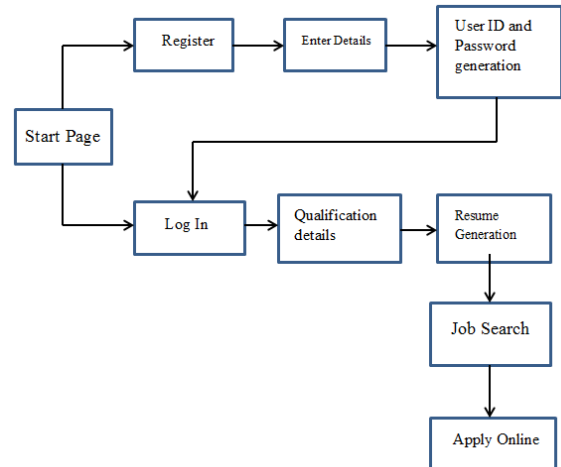 Register
Enter Details
User ID and
Password
generation
Start Page
Log In
Qualification
details
Resume
Generation
Job Search
Apply Online